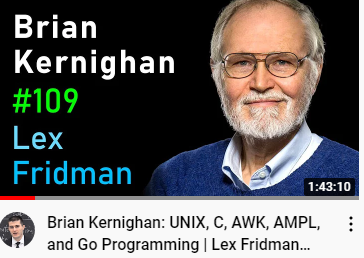 Brian
Kernighan
#109
Lex
Fridman
1:43:10
Brian Kernighan: UNIX, C, AWK, AMPL,
and Go Programming | Lex Fridman...